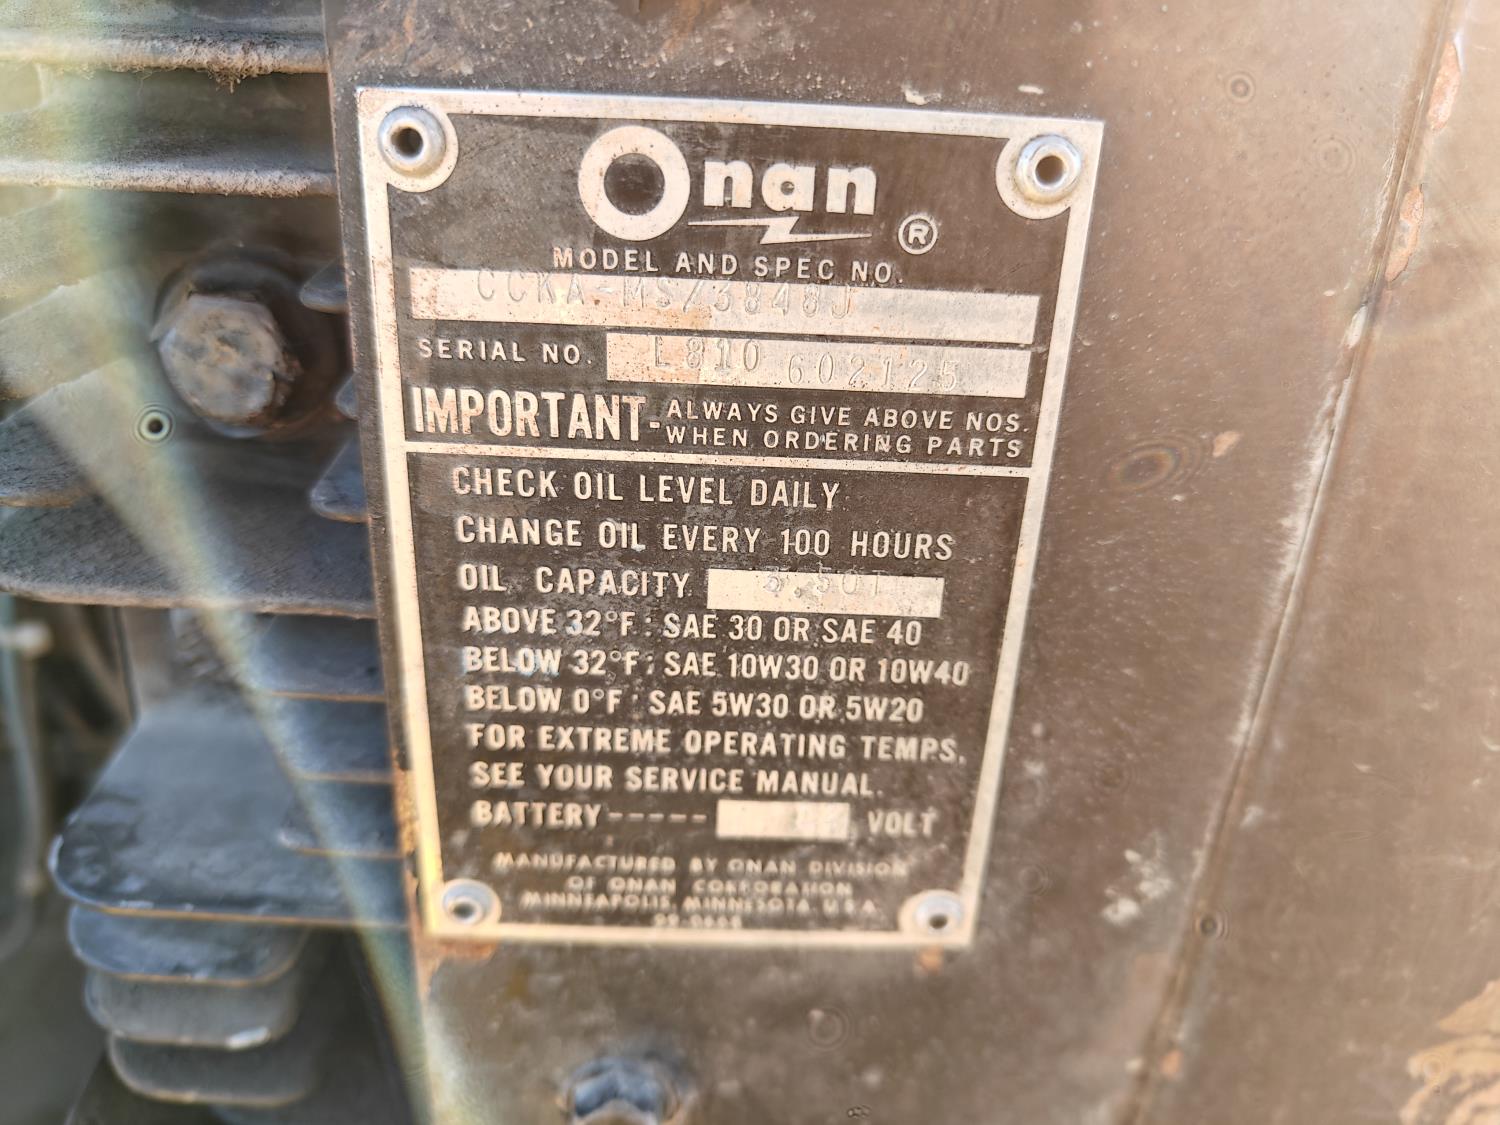 Onan ®
MODEL AND SPEC NO.
CCKA-MS/3848J
SERIAL NO. L810 602125
IMPORTANT- ALWAYS GIVE ABOVE NOS.
WHEN ORDERING PARTS
CHECK OIL LEVEL DAILY
CHANGE OIL EVERY 100 HOURS
OIL CAPACITY
ABOVE 32°F: SAE 30 OR SAE 40
BELOW 32°F: SAE 10W30 OR 10W40
BELOW 0°F: SAE 5W30 OR 5W20
FOR EXTREME OPERATING TEMPS.
SEE YOUR SERVICE MANUAL.
BATTERY----- VOLT
MANUFACTURED BY ONAN DIVISION
OF ONAN CORPORATION
MINNEAPOLIS, MINNESOTA, U.S.A.